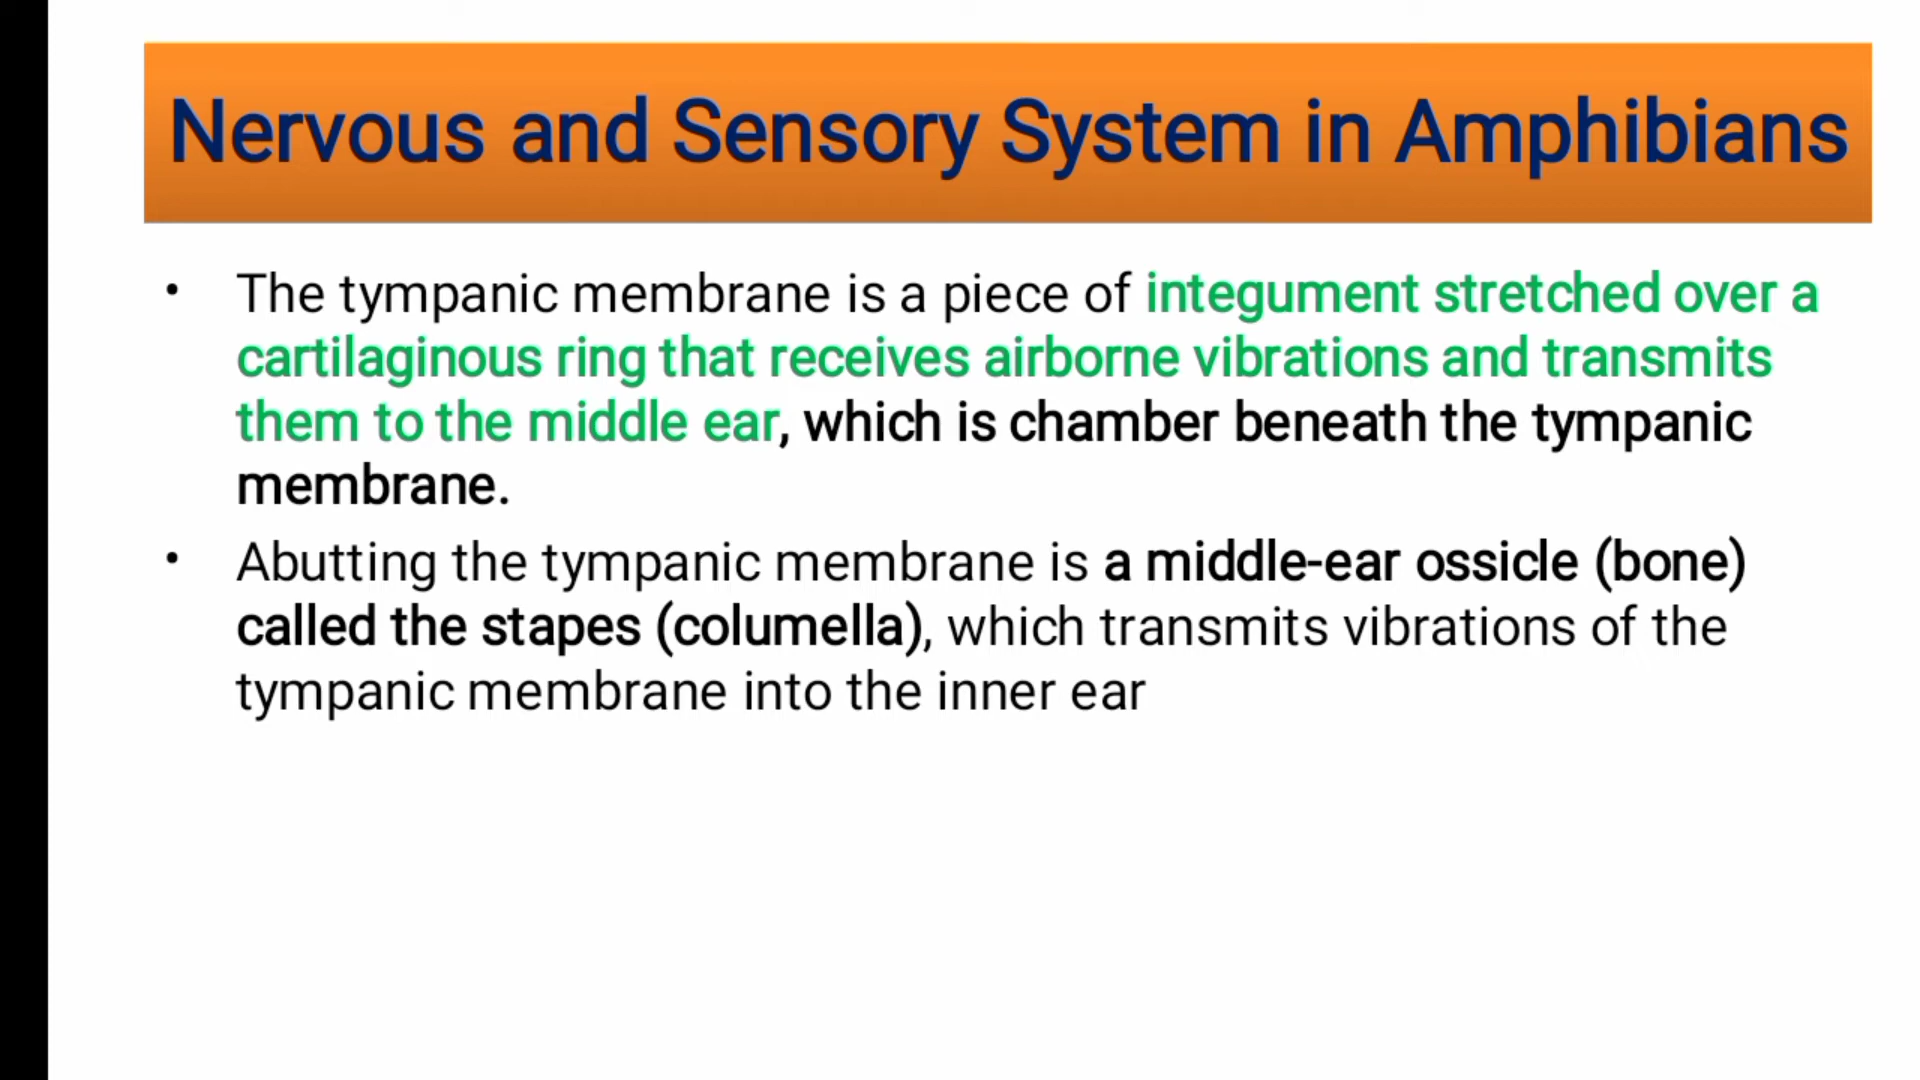 Nervous and Sensory System in Amphibians
• The tympanic membrane is a piece of integument stretched over a
cartilaginous ring that receives airborne vibrations and transmits
them to the middle ear, which is chamber beneath the tympanic
membrane.
• Abutting the tympanic membrane is a middle-ear ossicle (bone)
called the stapes (columella), which transmits vibrations of the
tympanic membrane into the inner ear